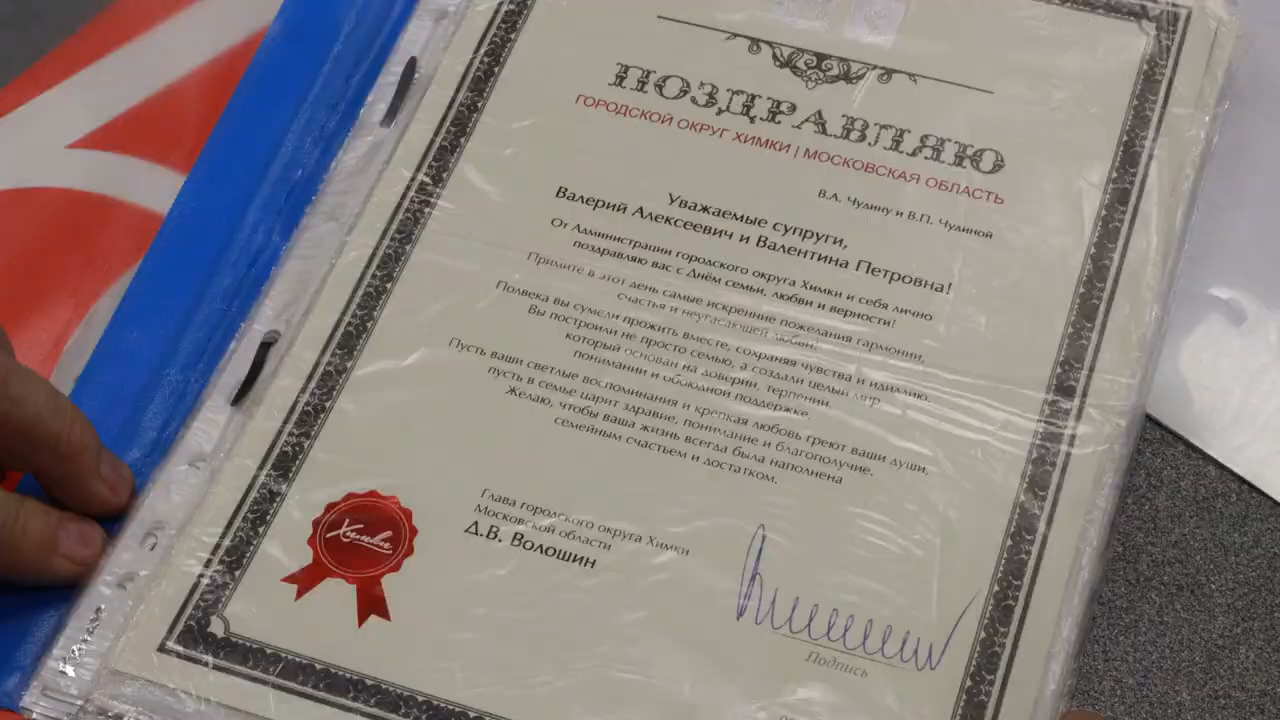 ПОЗДРАВЛЯЮ
ГОРОДСКОЙ ОКРУГ ХИМКИ | МОСКОВСКАЯ ОБЛАСТЬ
В.А. Чудину и В.П. Чудиной
Уважаемые супруги,
Валерий Алексеевич и Валентина Петровна!
От Администрации городского округа Химки и себя лично
поздравляю вас с Днём семьи, любви и верности!
Примите в этот день самые искренние пожелания гармонии,
счастья и неугасающей любви!
Полвека вы сумели прожить вместе, сохраняя чувства и идиллию.
Вы построили не просто семью, а создали целый мир
который основан на доверии, терпении,
понимании и обоюдной поддержке.
Пусть ваши светлые воспоминания и крепкая любовь греют ваши души,
пусть в семье царит здравие, понимание и благополучие.
Желаю, чтобы ваша жизнь всегда была наполнена
семейным счастьем и достатком.
Глава городского округа Химки
Московской области
Д.В. Волошин
Химки
Подпись